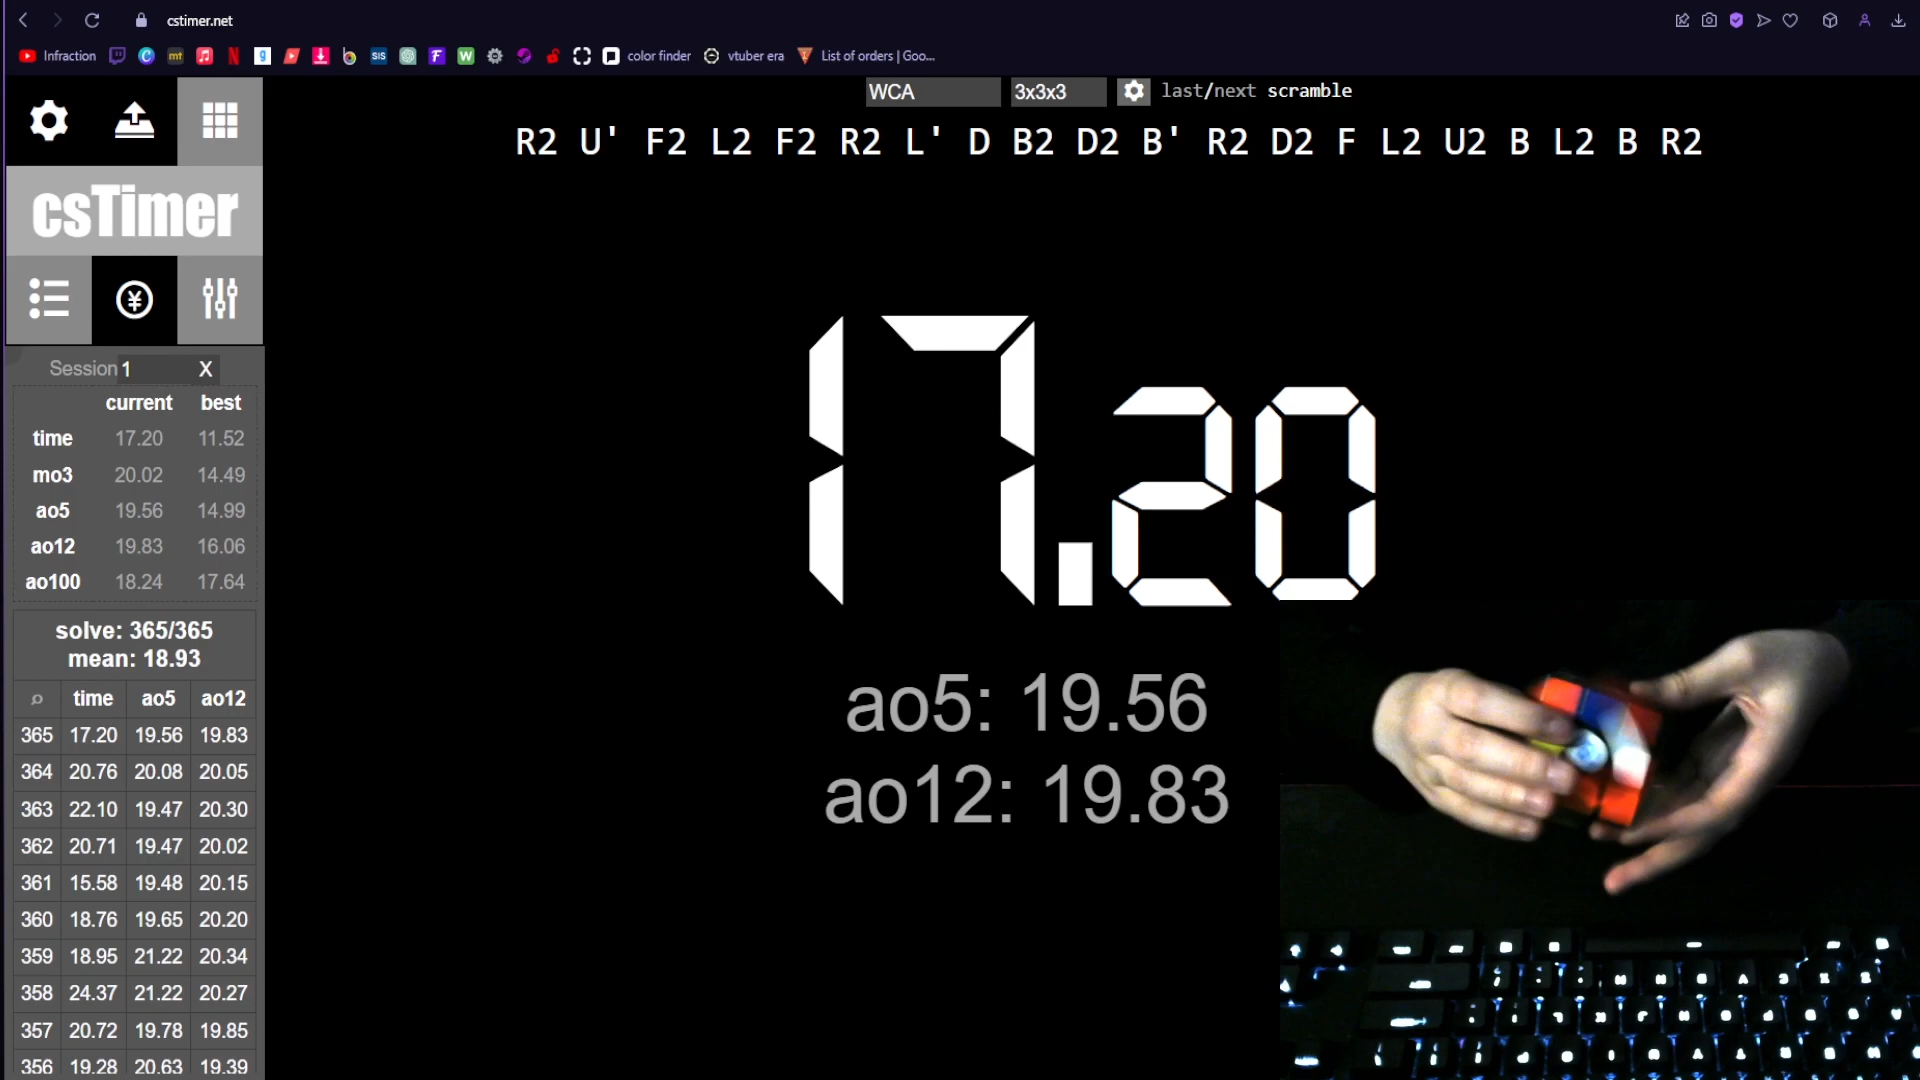 cstimer.net
Infraction
color finder
vtuber era
List of orders | Goo...
WCA
3x3x3
last/next scramble
R2 U' F2 L2 F2 R2 L' D B2 D2 B' R2 D2 F L2 U2 B L2 B R2
csTimer
Session 1 X
current best
time 17.20 11.52
mo3 20.02 14.49
ao5 19.56 14.99
ao12 19.83 16.06
ao100 18.24 17.64
solve: 365/365
mean: 18.93
time ao5 ao12
365 17.20 19.56 19.83
364 20.76 20.08 20.05
363 22.10 19.47 20.30
362 20.71 19.47 20.02
361 15.58 19.48 20.15
360 18.76 19.65 20.20
359 18.95 21.22 20.34
358 24.37 21.22 20.27
357 20.72 19.78 19.85
356 19.28 20.63 19.39
17.20
ao5: 19.56
ao12: 19.83